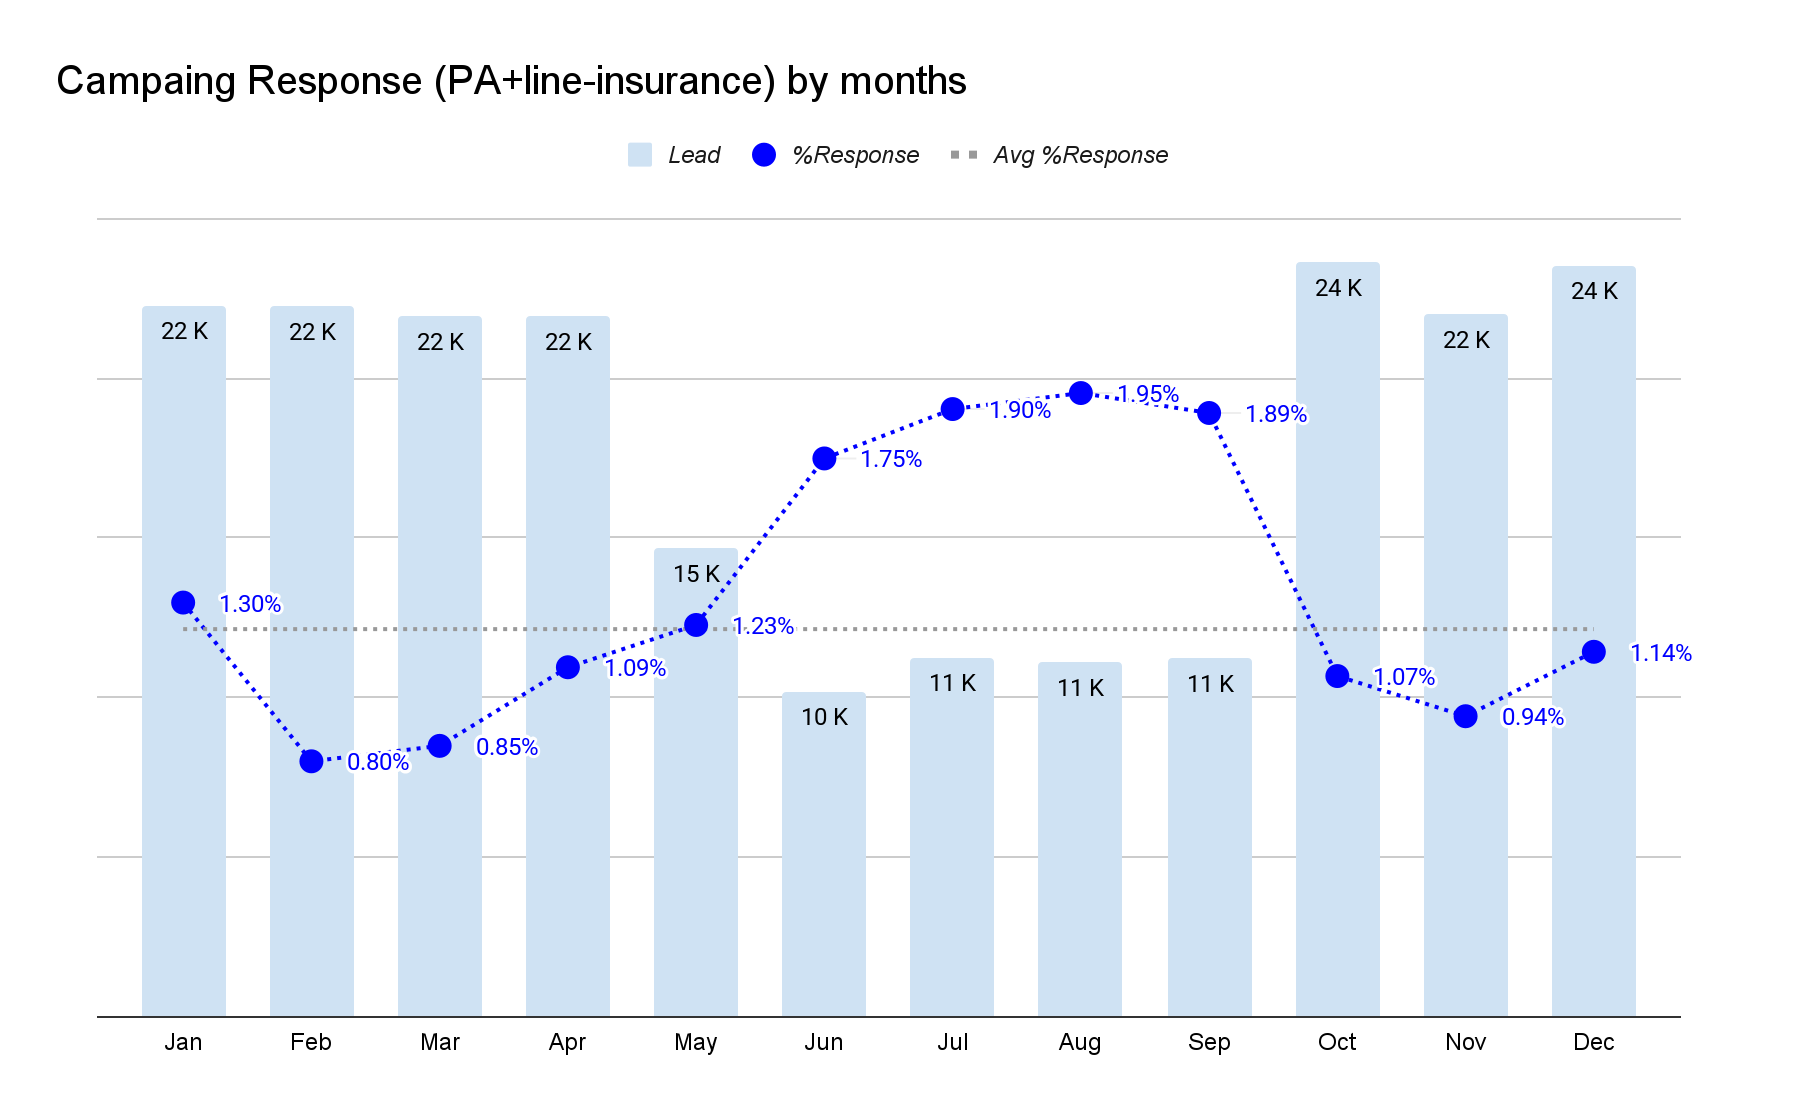 Campaing Response (PA+line-insurance) by months
Lead %Response Avg %Response
24 K
24 K
22 K
22 K
22 K
22 K
22 K
1.95%
1.90%
1.89%
1.75%
15 K
1.30%
1.23%
1.14%
1.09%
1.07%
11 K
11 K
11 K
10 K
0.94%
0.85%
0.80%
Jan Feb Mar Apr May Jun Jul Aug Sep Oct Nov Dec